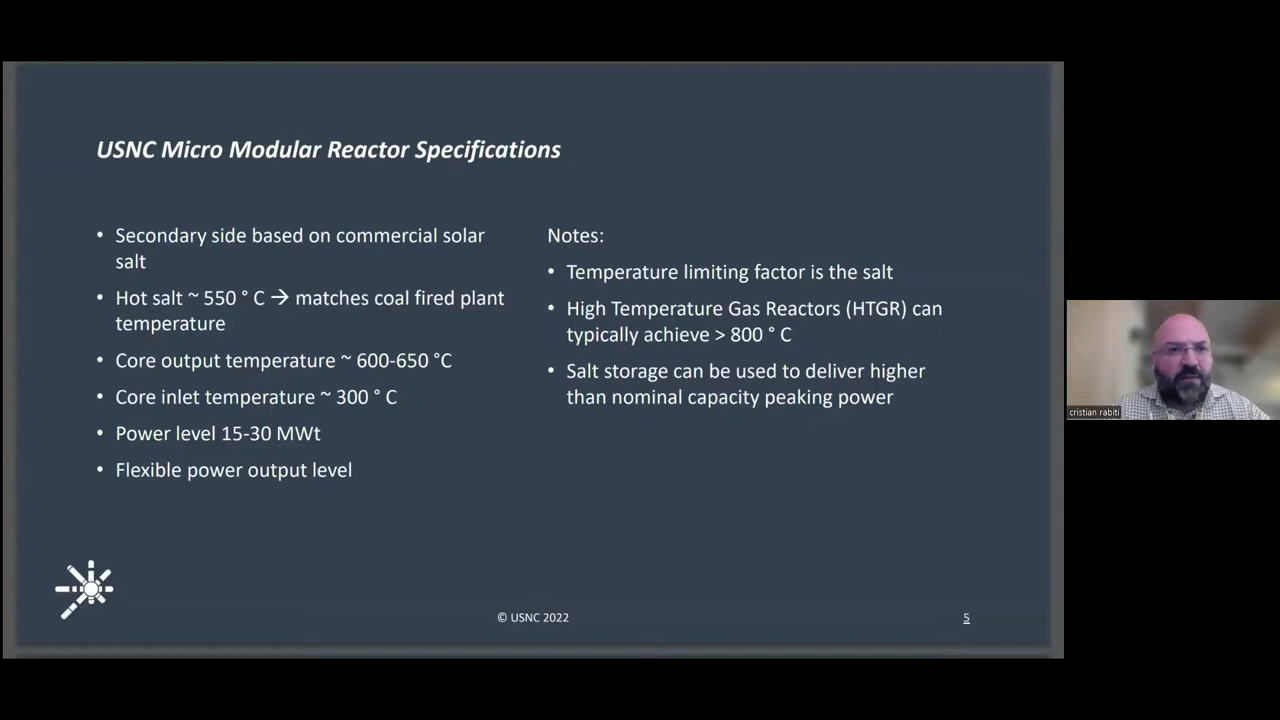 USNC Micro Modular Reactor Specifications
• Secondary side based on commercial solar
salt
• Hot salt ~ 550 ° C → matches coal fired plant
temperature
• Core output temperature ~ 600-650 °C
• Core inlet temperature ~ 300 ° C
• Power level 15-30 MWt
• Flexible power output level
Notes:
• Temperature limiting factor is the salt
• High Temperature Gas Reactors (HTGR) can
typically achieve > 800 ° C
• Salt storage can be used to deliver higher
than nominal capacity peaking power
© USNC 2022
5
cristian rabiti